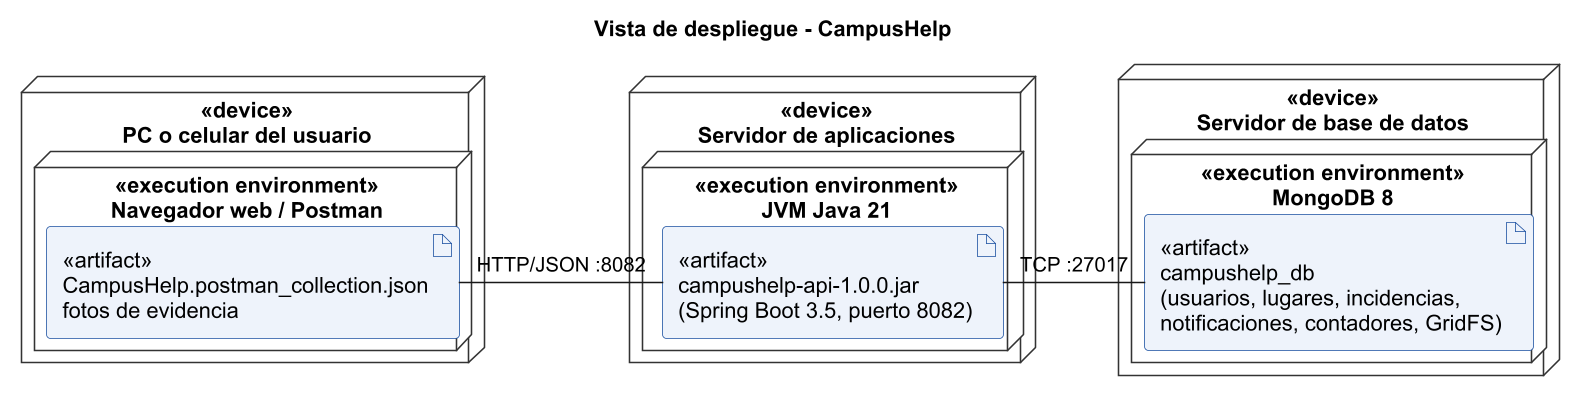 Vista de despliegue - CampusHelp
«device»
PC o celular del usuario
«execution environment»
Navegador web / Postman
«artifact»
CampusHelp.postman_collection.json
fotos de evidencia
HTTP/JSON :8082
«device»
Servidor de aplicaciones
«execution environment»
JVM Java 21
«artifact»
campushelp-api-1.0.0.jar
(Spring Boot 3.5, puerto 8082)
TCP :27017
«device»
Servidor de base de datos
«execution environment»
MongoDB 8
«artifact»
campushelp_db
(usuarios, lugares, incidencias,
notificaciones, contadores, GridFS)